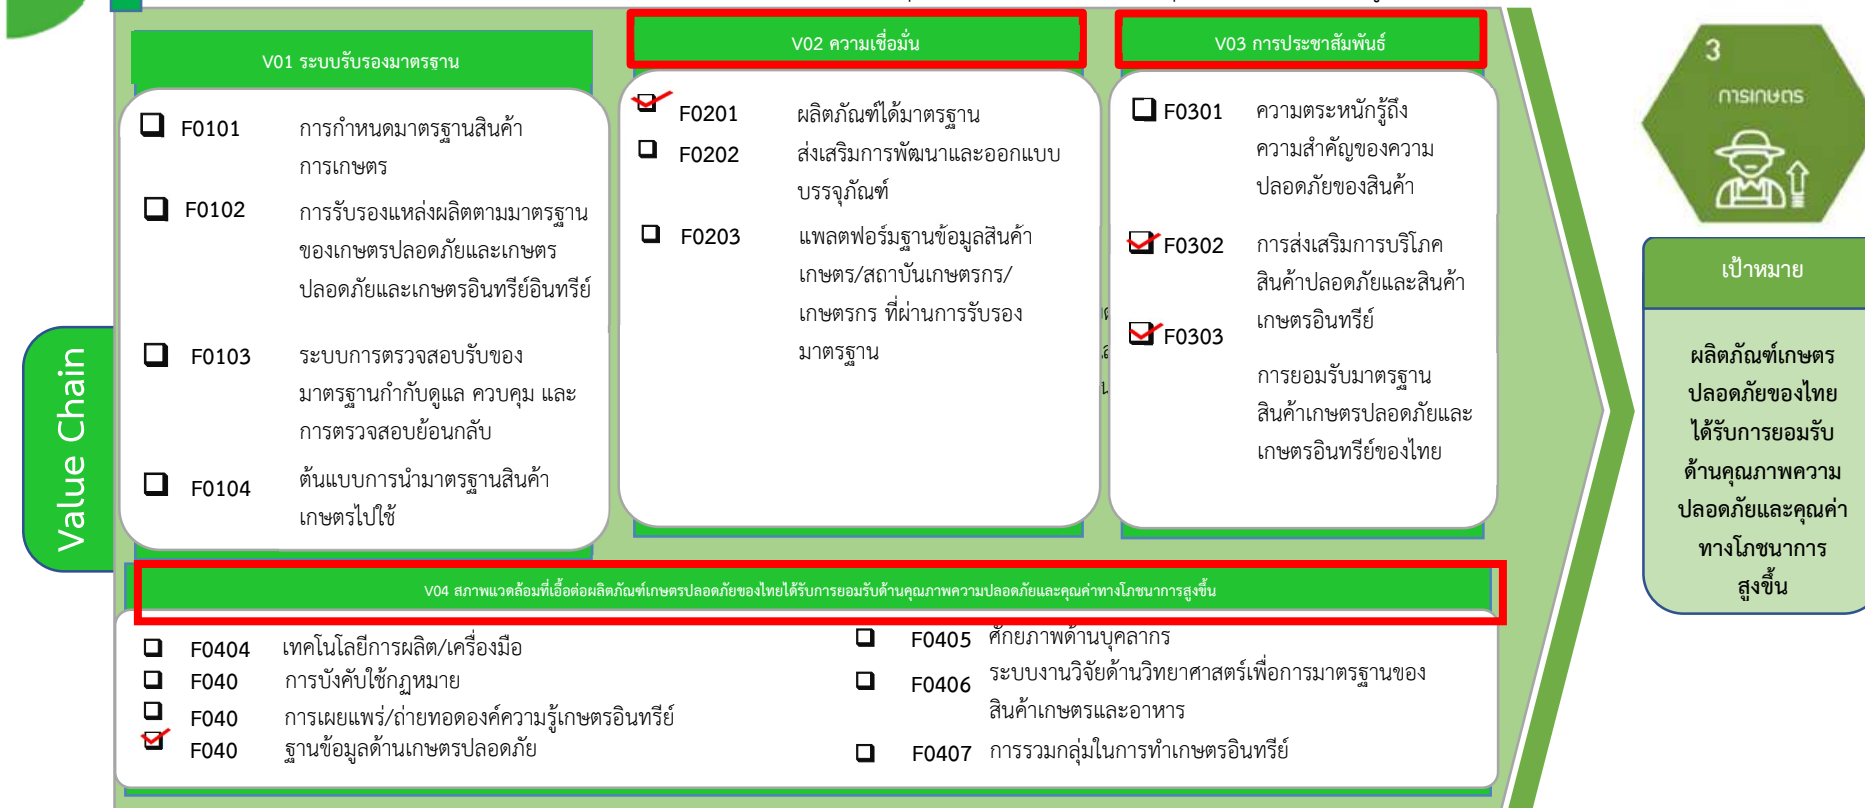 Value Chain
V01 ระบบรับรองมาตรฐาน
F0101 การกำหนดมาตรฐานสินค้า
การเกษตร
F0102 การรับรองแหล่งผลิตตามมาตรฐาน
ของเกษตรปลอดภัยและเกษตร
ปลอดภัยและเกษตรอินทรีย์อินทรีย์
F0103 ระบบการตรวจสอบรับของ
มาตรฐานกำกับดูแล ควบคุม และ
การตรวจสอบย้อนกลับ
F0104 ต้นแบบการนำมาตรฐานสินค้า
เกษตรไปใช้
V02 ความเชื่อมั่น
F0201 ผลิตภัณฑ์ได้มาตรฐาน
F0202 ส่งเสริมการพัฒนาและออกแบบ
บรรจุภัณฑ์
F0203 แพลตฟอร์มฐานข้อมูลสินค้า
เกษตร/สถาบันเกษตรกร/
เกษตรกร ที่ผ่านการรับรอง
มาตรฐาน
V03 การประชาสัมพันธ์
F0301 ความตระหนักรู้ถึง
ความสำคัญของความ
ปลอดภัยของสินค้า
F0302 การส่งเสริมการบริโภค
สินค้าปลอดภัยและสินค้า
เกษตรอินทรีย์
F0303
การยอมรับมาตรฐาน
สินค้าเกษตรปลอดภัยและ
เกษตรอินทรีย์ของไทย
V04 สภาพแวดล้อมที่เอื้อต่อผลิตภัณฑ์เกษตรปลอดภัยของไทยได้รับการยอมรับด้านคุณภาพความปลอดภัยและคุณค่าทางโภชนาการสูงขึ้น
F0404 เทคโนโลยีการผลิต/เครื่องมือ
F040 การบังคับใช้กฎหมาย
F040 การเผยแพร่/ถ่ายทอดองค์ความรู้เกษตรอินทรีย์
F040 ฐานข้อมูลด้านเกษตรปลอดภัย
F0405 ศักยภาพด้านบุคลากร
F0406 ระบบงานวิจัยด้านวิทยาศาสตร์เพื่อการมาตรฐานของ
สินค้าเกษตรและอาหาร
F0407 การรวมกลุ่มในการทำเกษตรอินทรีย์
3
การเกษตร
เป้าหมาย
ผลิตภัณฑ์เกษตร
ปลอดภัยของไทย
ได้รับการยอมรับ
ด้านคุณภาพความ
ปลอดภัยและคุณค่า
ทางโภชนาการ
สูงขึ้น